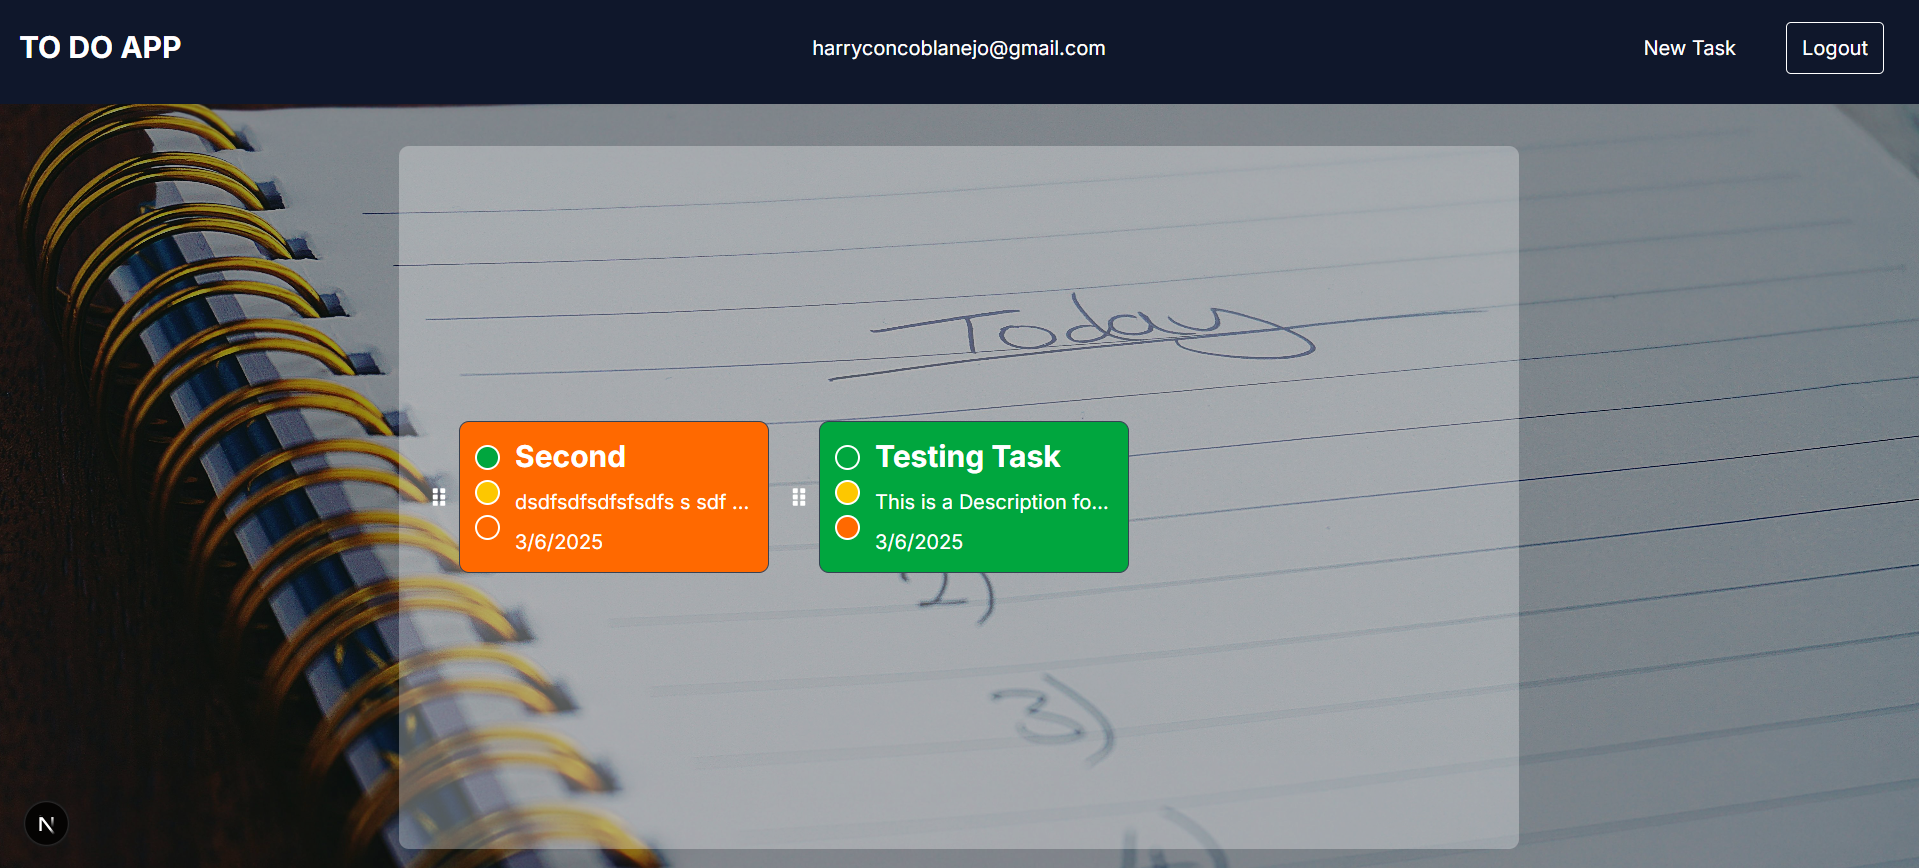 TO DO APP
harryconcoblanejo@gmail.com
New Task
Logout
Today
Second
dsdfsdfsdfsfsdfs s sdf ...
3/6/2025
Testing Task
This is a Description fo...
3/6/2025
2)
3)
4)
N